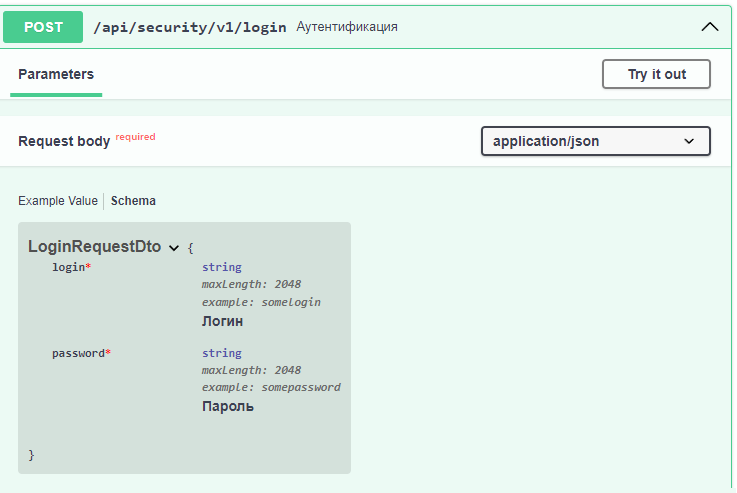 POST /api/security/v1/login Аутентификация
Parameters
Try it out
Request body required
application/json
Example Value Schema
LoginRequestDto {
login* string
maxLength: 2048
example: somelogin
Логин
password* string
maxLength: 2048
example: somepassword
Пароль
}